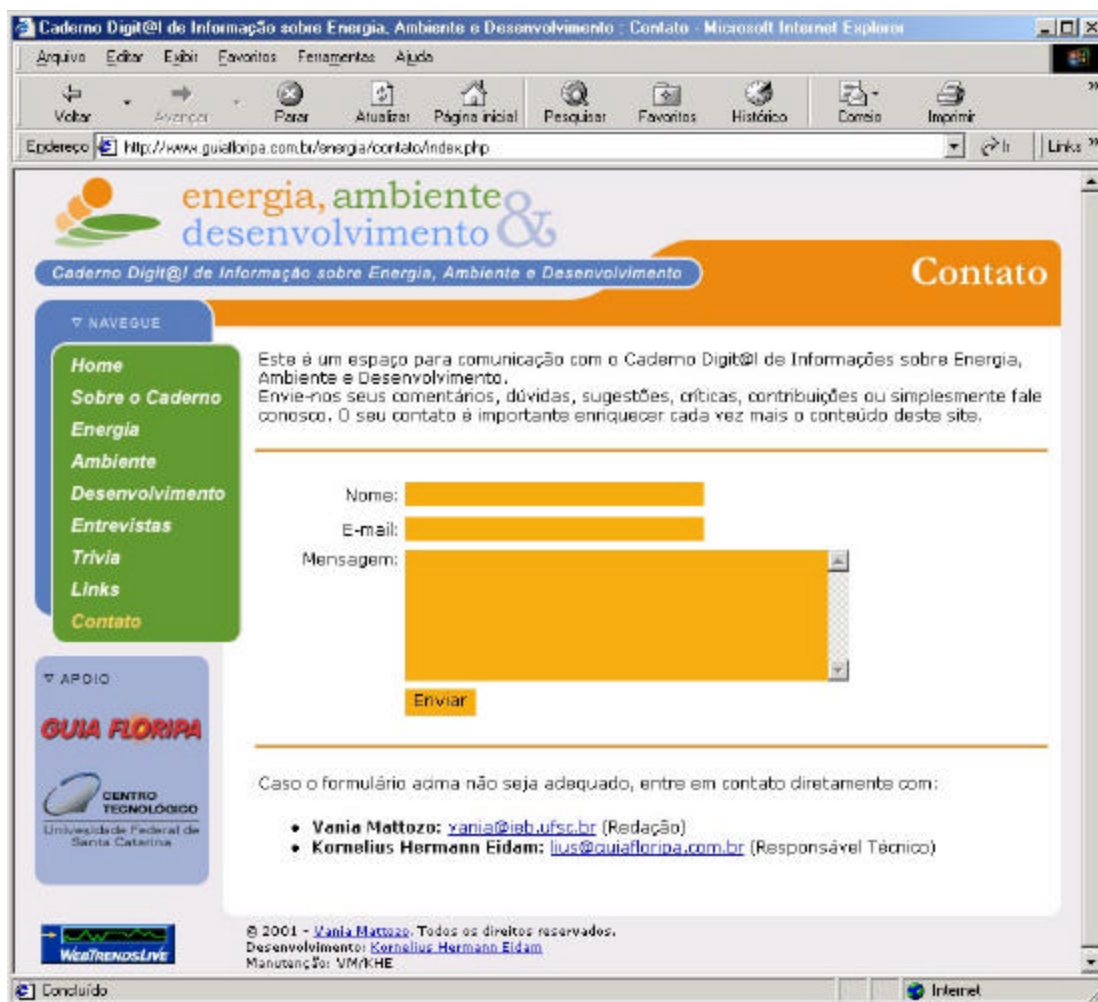 Caderno Digit@l de Informação sobre Energia, Ambiente e Desenvolvimento : Contato - Microsoft Internet Explorer
Arquivo Editar Exibir Favoritos Ferramentas Ajuda
Voltar Avançar Parar Atualizar Página inicial Pesquisar Favoritos Histórico Correio Imprimir
Endereço http://www.guiafloripa.com.br/energia/contato/index.php Ir Links
energia, ambiente &
desenvolvimento
Caderno Digit@l de Informação sobre Energia, Ambiente e Desenvolvimento
Contato
NAVEGUE
Home
Sobre o Caderno
Energia
Ambiente
Desenvolvimento
Entrevistas
Trivia
Links
Contato
Este é um espaço para comunicação com o Caderno Digit@l de Informações sobre Energia,
Ambiente e Desenvolvimento.
Envie-nos seus comentários, dúvidas, sugestões, críticas, contribuições ou simplesmente fale
conosco. O seu contato é importante enriquecer cada vez mais o conteúdo deste site.
Nome:
E-mail:
Mensagem:
Enviar
APOIO
GUIA FLORIPA
CENTRO
TECNOLÓGICO
Universidade Federal de
Santa Catarina
Caso o formulário acima não seja adequado, entre em contato diretamente com:
• Vania Mattozo: vania@ieb.ufsc.br (Redação)
• Kornelius Hermann Eidam: lius@guiafloripa.com.br (Responsável Técnico)
WebTrendsLive
© 2001 - Vania Mattozo. Todos os direitos reservados.
Desenvolvimento: Kornelius Hermann Eidam
Manutenção: VM/KHE
Concluído Internet